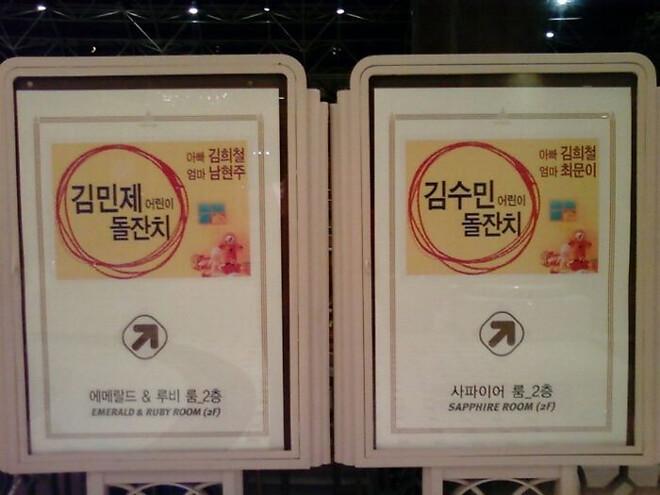 김민제 어린이
돌잔치
아빠 김희철
엄마 남현주
에메랄드 & 루비 룸_2층
EMERALD & RUBY ROOM (2F)
김수민 어린이
돌잔치
아빠 김희철
엄마 최문이
사파이어 룸_2층
SAPPHIRE ROOM (2F)